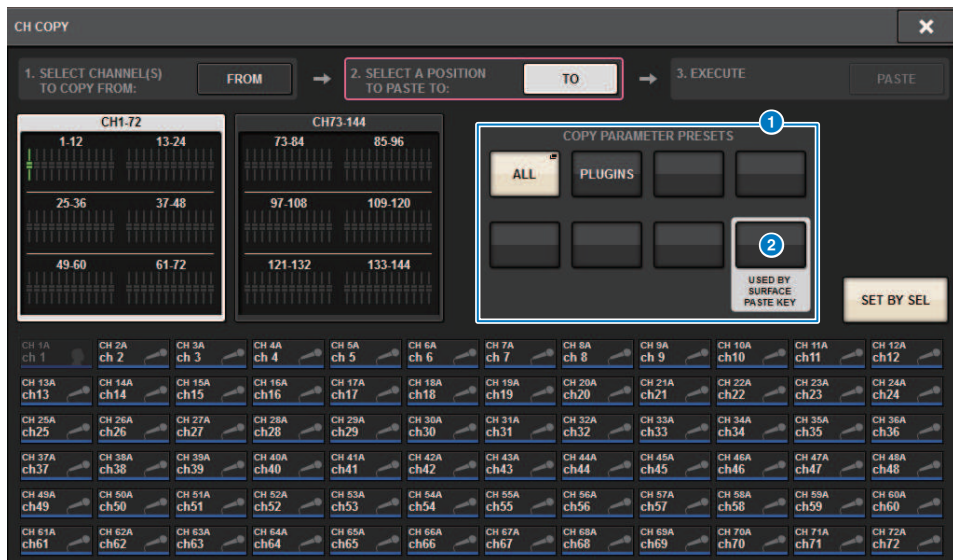 CH COPY
1. SELECT CHANNEL(S)
TO COPY FROM:
FROM
2. SELECT A POSITION
TO PASTE TO:
TO
3. EXECUTE
PASTE
CH1-72
1-12 13-24
25-36 37-48
49-60 61-72
CH73-144
73-84 85-96
97-108 109-120
121-132 133-144
1
COPY PARAMETER PRESETS
ALL PLUGINS
2
USED BY
SURFACE
PASTE KEY
SET BY SEL
CH 1A CH 2A CH 3A CH 4A CH 5A CH 6A CH 7A CH 8A CH 9A CH 10A CH 11A CH 12A
ch 1 ch 2 ch 3 ch 4 ch 5 ch 6 ch 7 ch 8 ch 9 ch10 ch11 ch12
CH 13A CH 14A CH 15A CH 16A CH 17A CH 18A CH 19A CH 20A CH 21A CH 22A CH 23A CH 24A
ch13 ch14 ch15 ch16 ch17 ch18 ch19 ch20 ch21 ch22 ch23 ch24
CH 25A CH 26A CH 27A CH 28A CH 29A CH 30A CH 31A CH 32A CH 33A CH 34A CH 35A CH 36A
ch25 ch26 ch27 ch28 ch29 ch30 ch31 ch32 ch33 ch34 ch35 ch36
CH 37A CH 38A CH 39A CH 40A CH 41A CH 42A CH 43A CH 44A CH 45A CH 46A CH 47A CH 48A
ch37 ch38 ch39 ch40 ch41 ch42 ch43 ch44 ch45 ch46 ch47 ch48
CH 49A CH 50A CH 51A CH 52A CH 53A CH 54A CH 55A CH 56A CH 57A CH 58A CH 59A CH 60A
ch49 ch50 ch51 ch52 ch53 ch54 ch55 ch56 ch57 ch58 ch59 ch60
CH 61A CH 62A CH 63A CH 64A CH 65A CH 66A CH 67A CH 68A CH 69A CH 70A CH 71A CH 72A
ch61 ch62 ch63 ch64 ch65 ch66 ch67 ch68 ch69 ch70 ch71 ch72